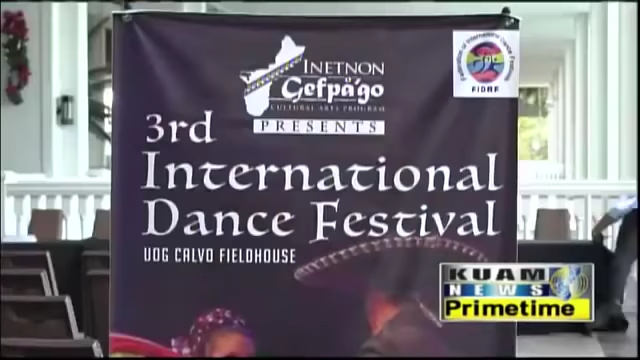 INETNON
Gefpå'go
CULTURAL ARTS PROGRAM
PRESENTS
FIDAF
3rd
International
Dance Festival
UOG CALVO FIELDHOUSE
KUAM
NEWS
Primetime